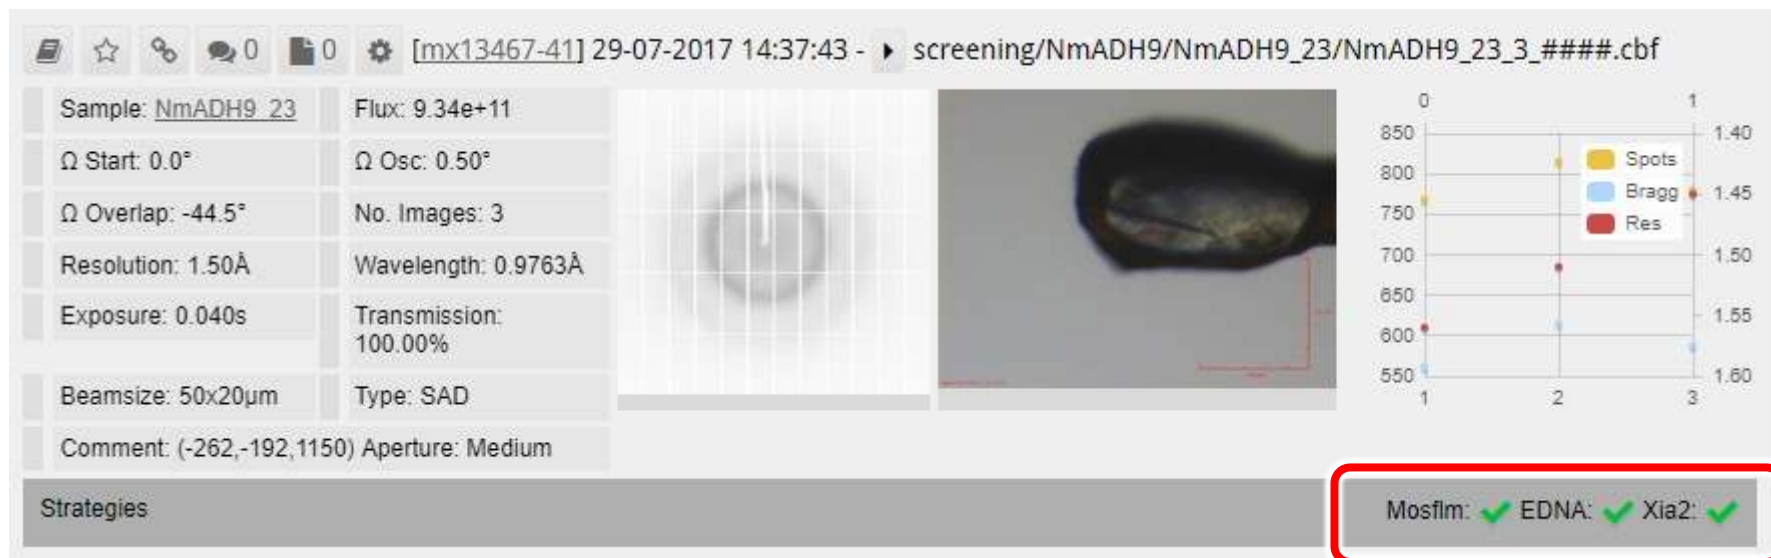 0 0 [mx13467-41] 29-07-2017 14:37:43 - screening/NmADH9/NmADH9_23/NmADH9_23_3_####.cbf
Sample: NmADH9_23 Flux: 9.34e+11
Ω Start: 0.0° Ω Osc: 0.50°
Ω Overlap: -44.5° No. Images: 3
Resolution: 1.50Å Wavelength: 0.9763Å
Exposure: 0.040s Transmission:
100.00%
Beamsize: 50x20µm Type: SAD
Comment: (-262,-192,1150) Aperture: Medium
0 1
850 1.40
800 Spots
Bragg 1.45
750 Res
700 1.50
650
1.55
600
550 1.60
1 2 3
Strategies Mosflm: EDNA: Xia2: